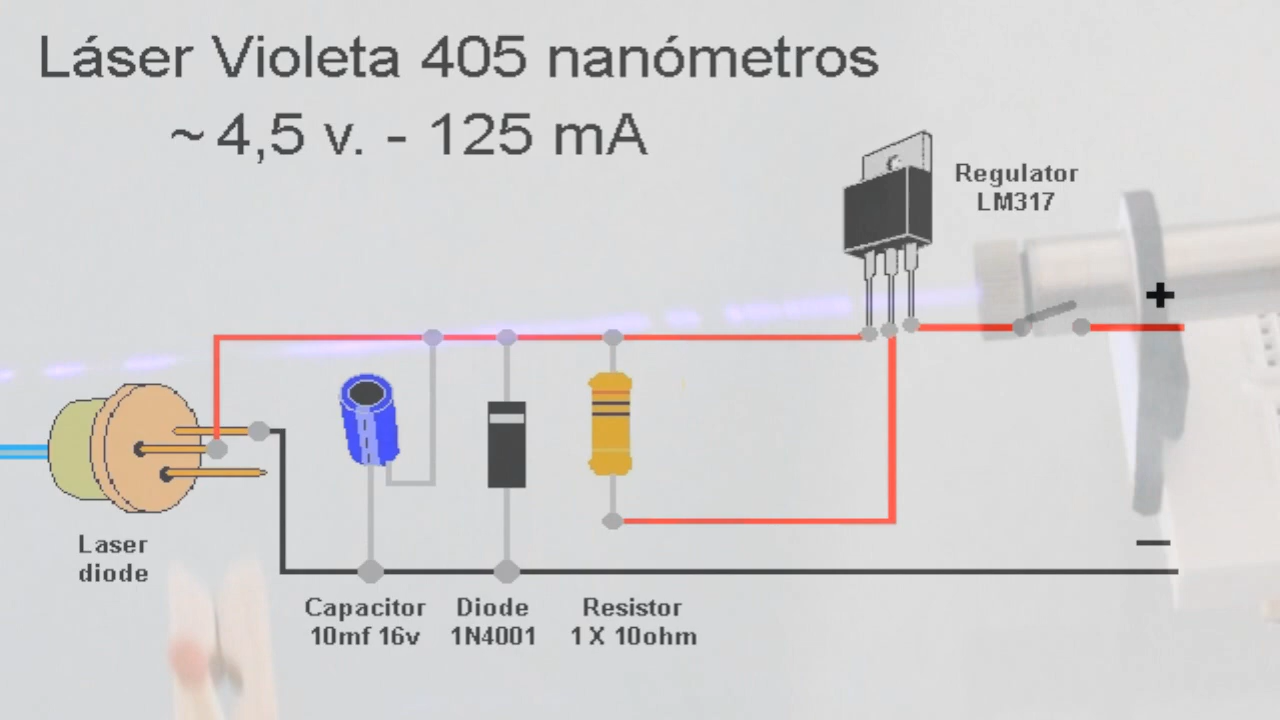 Láser Violeta 405 nanómetros
~ 4,5 v. - 125 mA
Regulator
LM317
+
−
Laser
diode
Capacitor
10mf 16v
Diode
1N4001
Resistor
1 X 10ohm